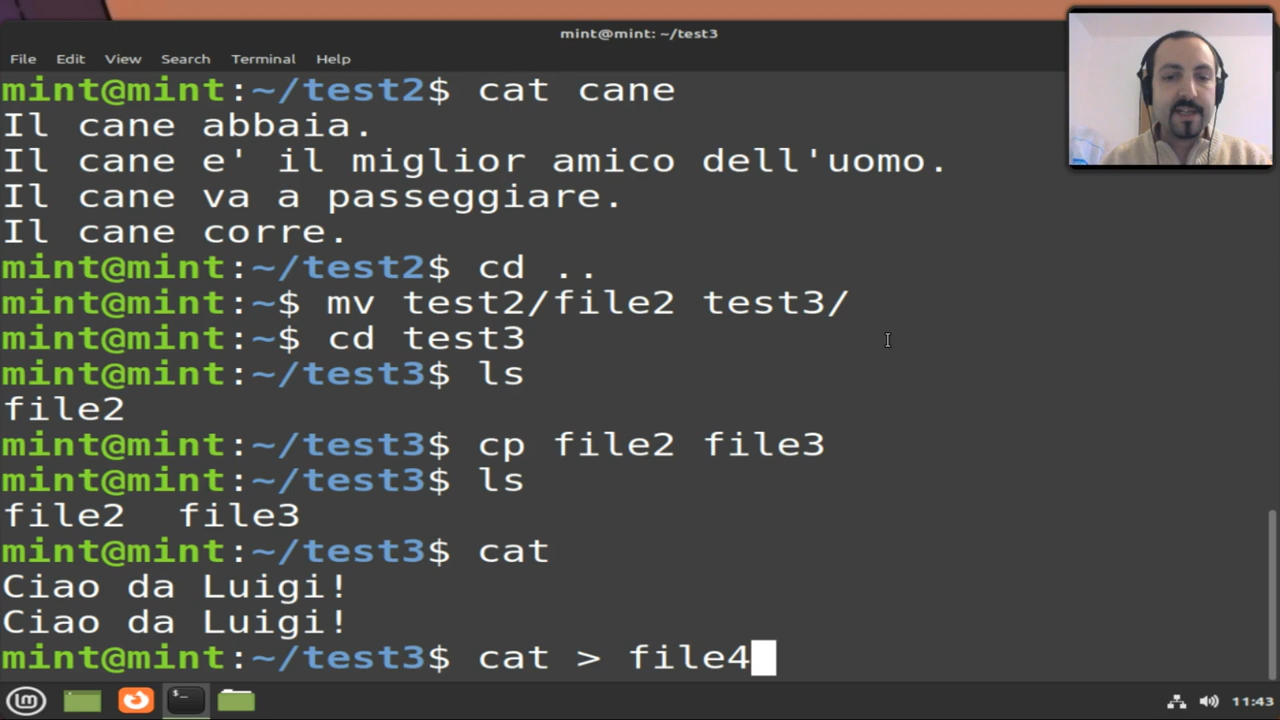 mint@mint: ~/test3
File Edit View Search Terminal Help
mint@mint:~/test2$ cat cane
Il cane abbaia.
Il cane e' il miglior amico dell'uomo.
Il cane va a passeggiare.
Il cane corre.
mint@mint:~/test2$ cd ..
mint@mint:~$ mv test2/file2 test3/
mint@mint:~$ cd test3
mint@mint:~/test3$ ls
file2
mint@mint:~/test3$ cp file2 file3
mint@mint:~/test3$ ls
file2  file3
mint@mint:~/test3$ cat
Ciao da Luigi!
Ciao da Luigi!
mint@mint:~/test3$ cat > file4
11:43